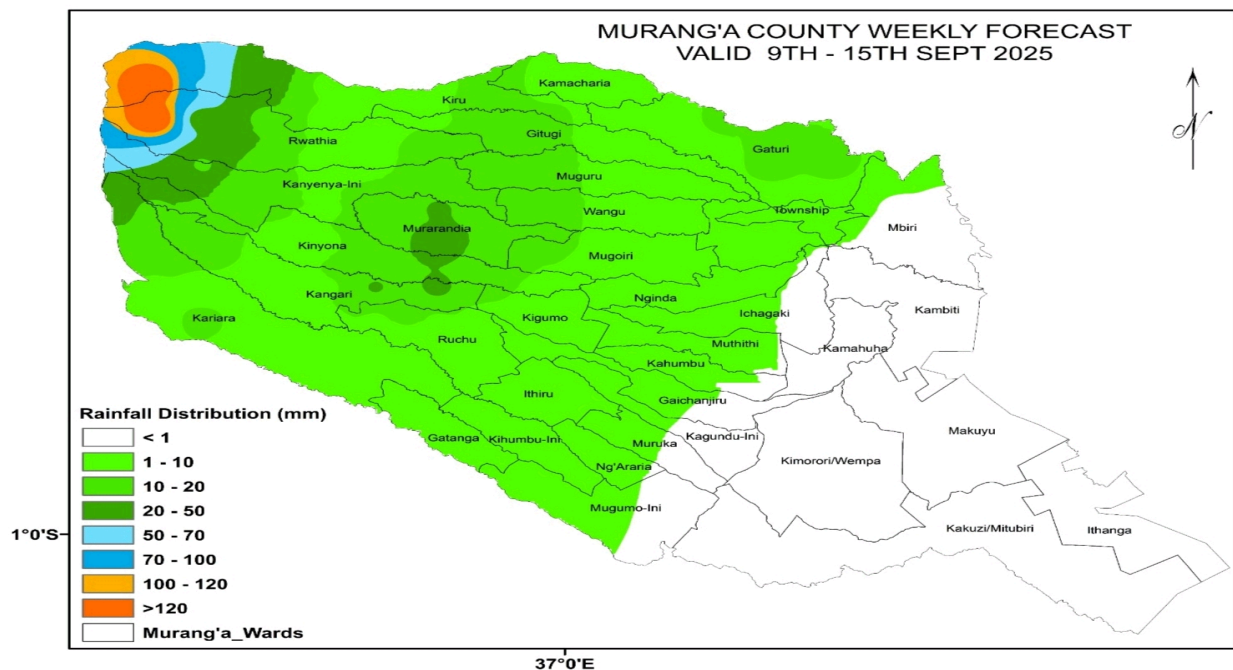 MURANG'A COUNTY WEEKLY FORECAST
VALID 9TH - 15TH SEPT 2025
N
Kamacharia
Kiru
Gitugi
Rwathia
Gaturi
Muguru
Kanyenya-Ini
Wangu
Township
Murarandia
Mbiri
Kinyona
Mugoiri
Kangari
Nginda
Kambiti
Ichagaki
Kariara
Kigumo
Ruchu
Muthithi
Kamahuha
Kahumbu
Ithiru
Gaichanjiru
Makuyu
Gatanga
Kihumbu-Ini
Muruka
Kagundu-Ini
Kimorori/Wempa
Ng'Araria
Mugumo-Ini
Kakuzi/Mitubiri
Ithanga
Rainfall Distribution (mm)
< 1
1 - 10
10 - 20
20 - 50
50 - 70
70 - 100
100 - 120
>120
Murang'a_Wards
1°0'S
37°0'E